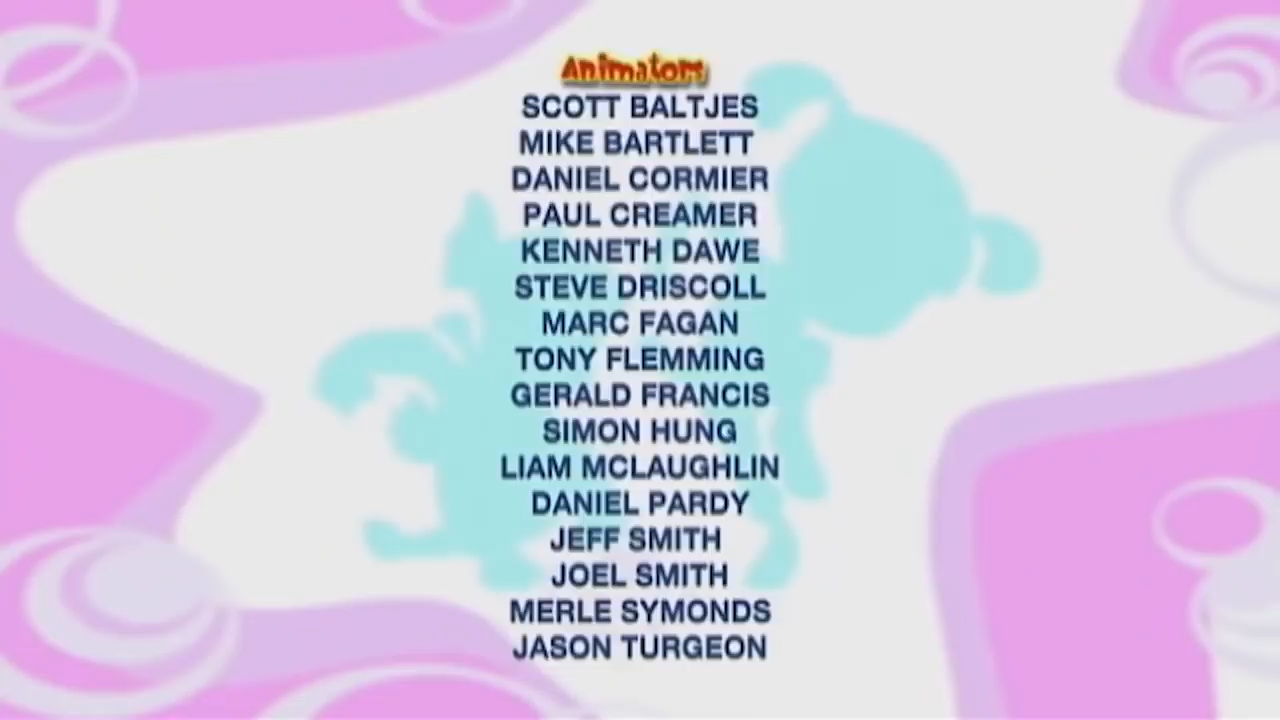 Animators
SCOTT BALTJES
MIKE BARTLETT
DANIEL CORMIER
PAUL CREAMER
KENNETH DAWE
STEVE DRISCOLL
MARC FAGAN
TONY FLEMMING
GERALD FRANCIS
SIMON HUNG
LIAM MCLAUGHLIN
DANIEL PARDY
JEFF SMITH
JOEL SMITH
MERLE SYMONDS
JASON TURGEON